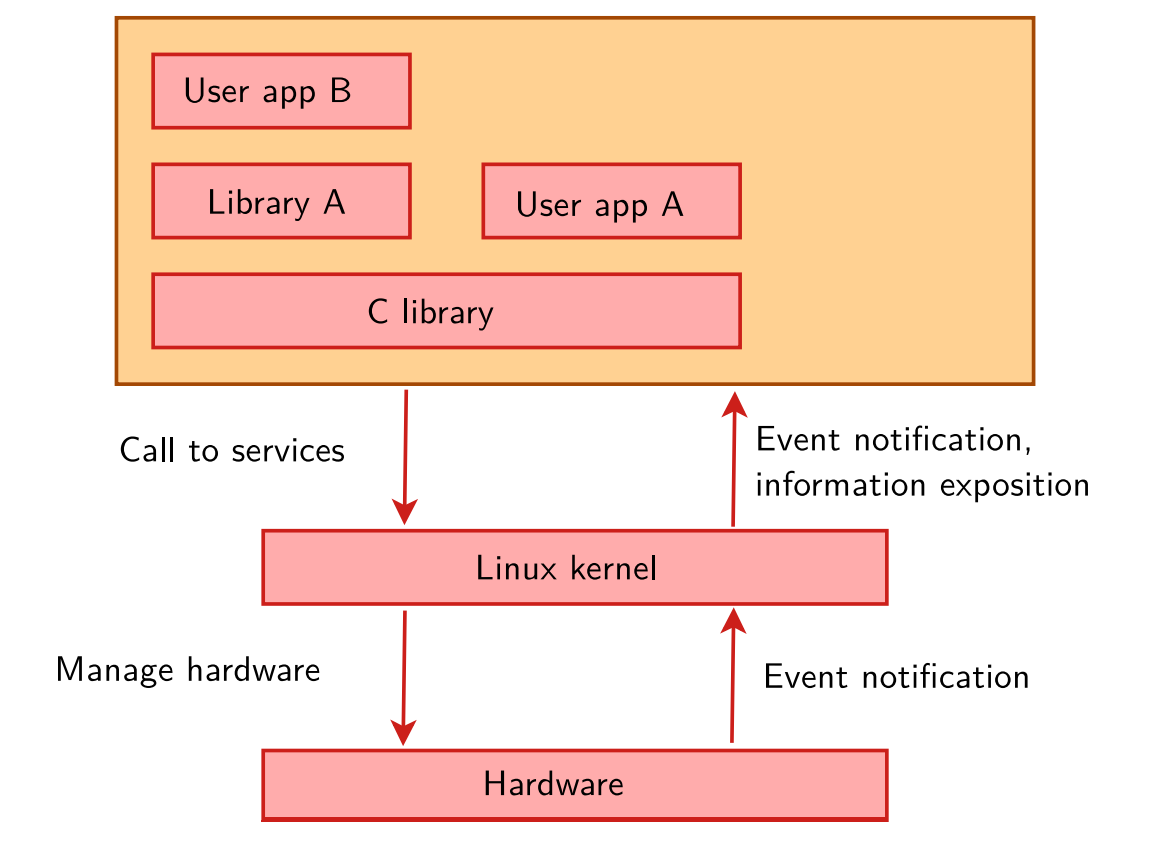 User app B
Library A
User app A
C library
Call to services
Event notification,
information exposition
Linux kernel
Manage hardware
Event notification
Hardware